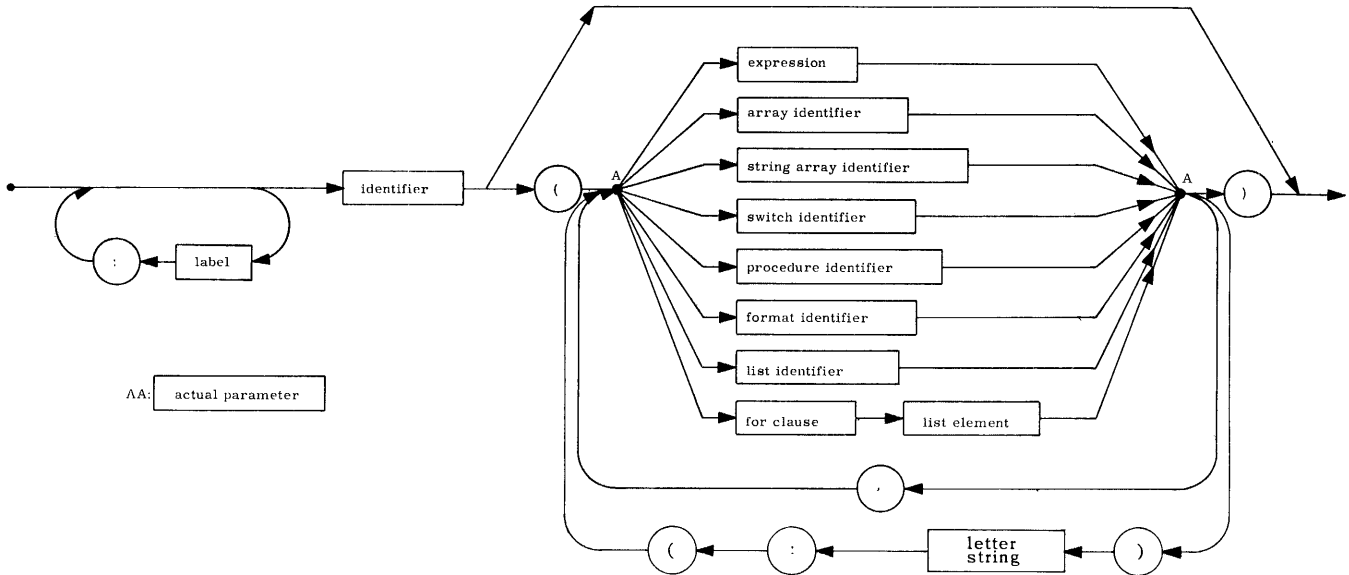 expression
array identifier
A
string array identifier
A
identifier
(
)
switch identifier
:
label
procedure identifier
format identifier
list identifier
ΛA: actual parameter
for clause
list element
,
(
:
letter
string
)